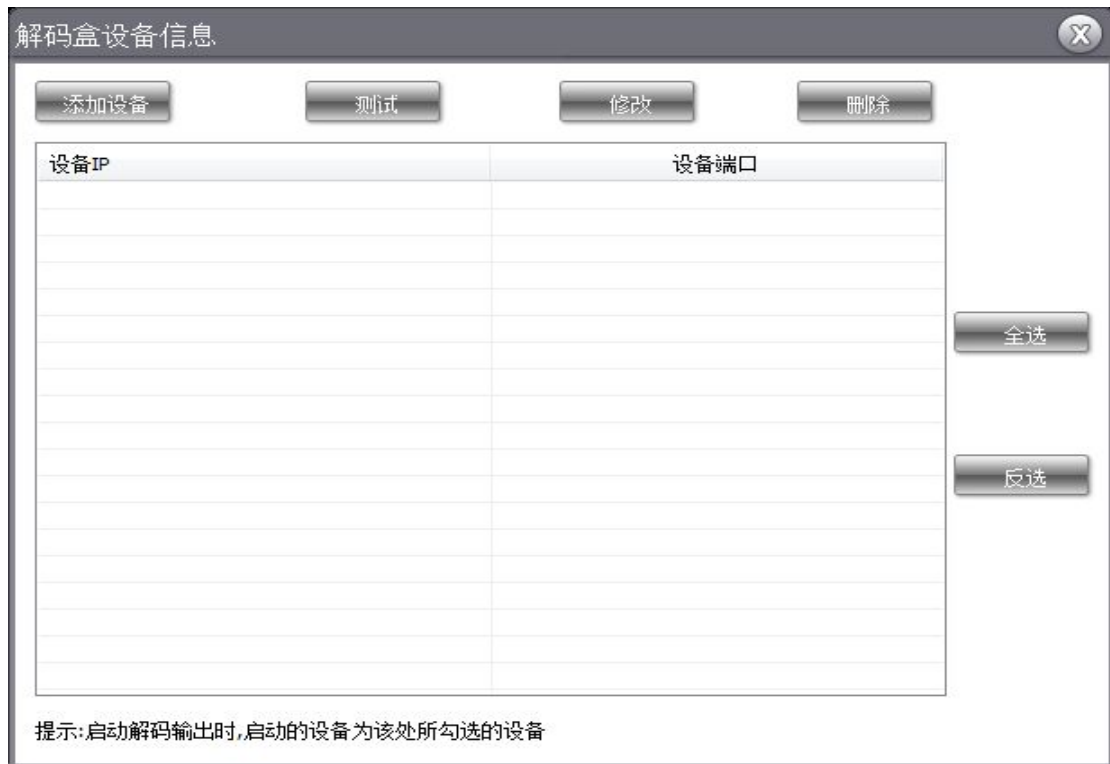 解码盒设备信息
添加设备 测试 修改 删除
设备IP 设备端口
全选
反选
提示:启动解码输出时,启动的设备为该处所勾选的设备